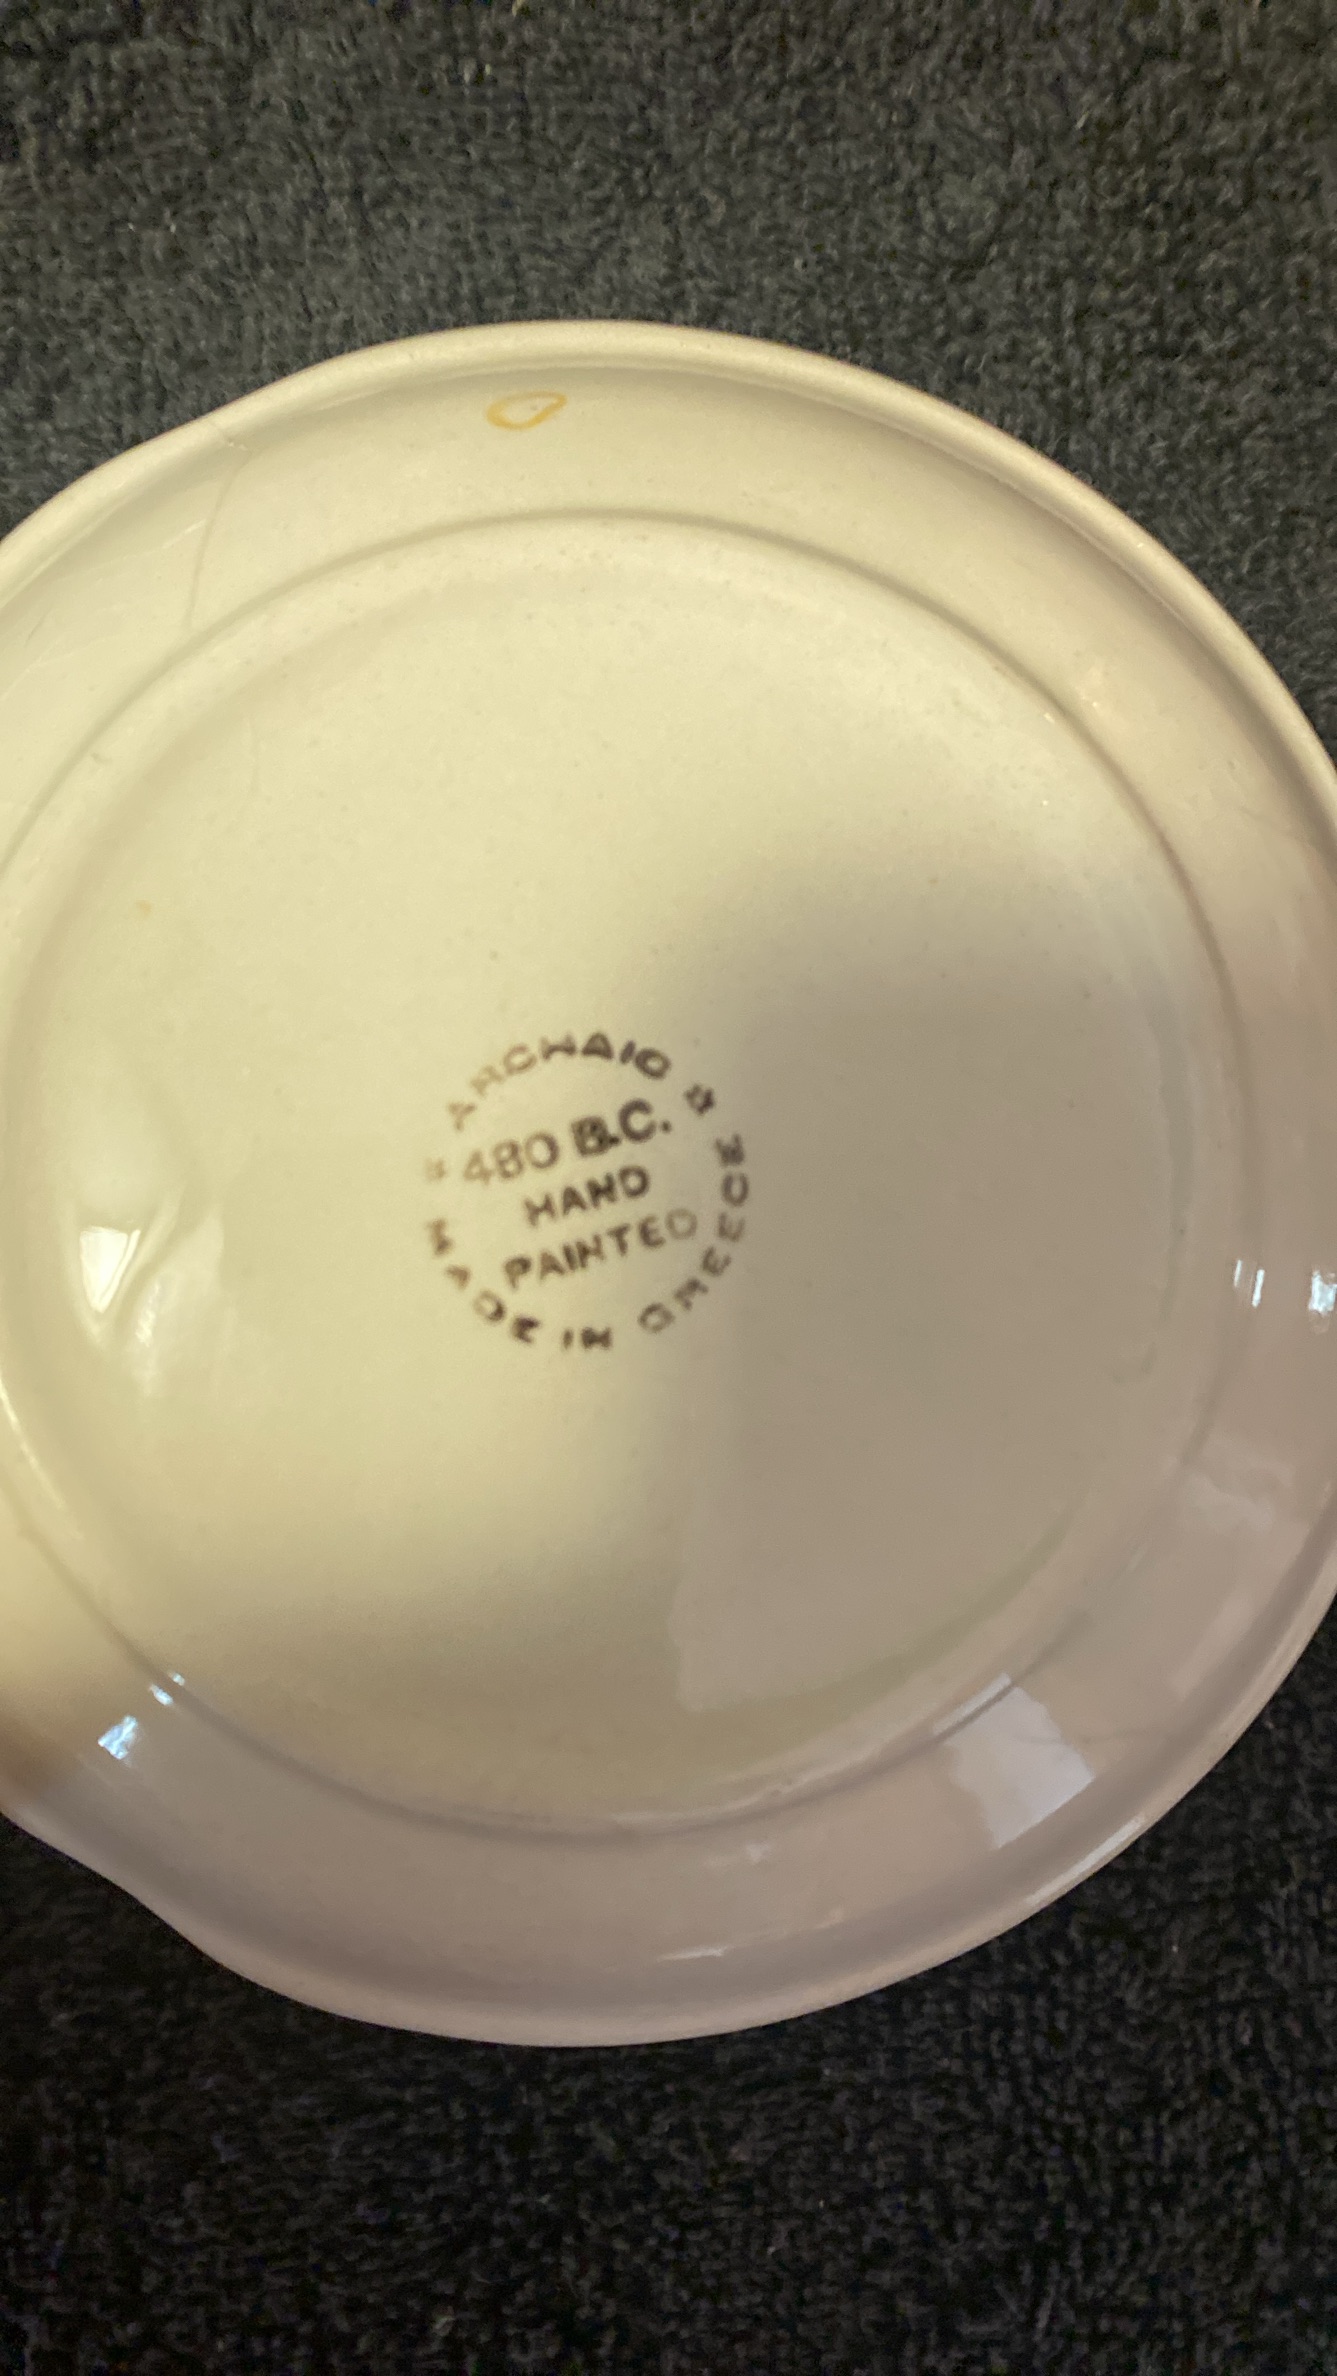 ARCHAIC
480 B.C.
HAND
PAINTED
MADE IN GREECE